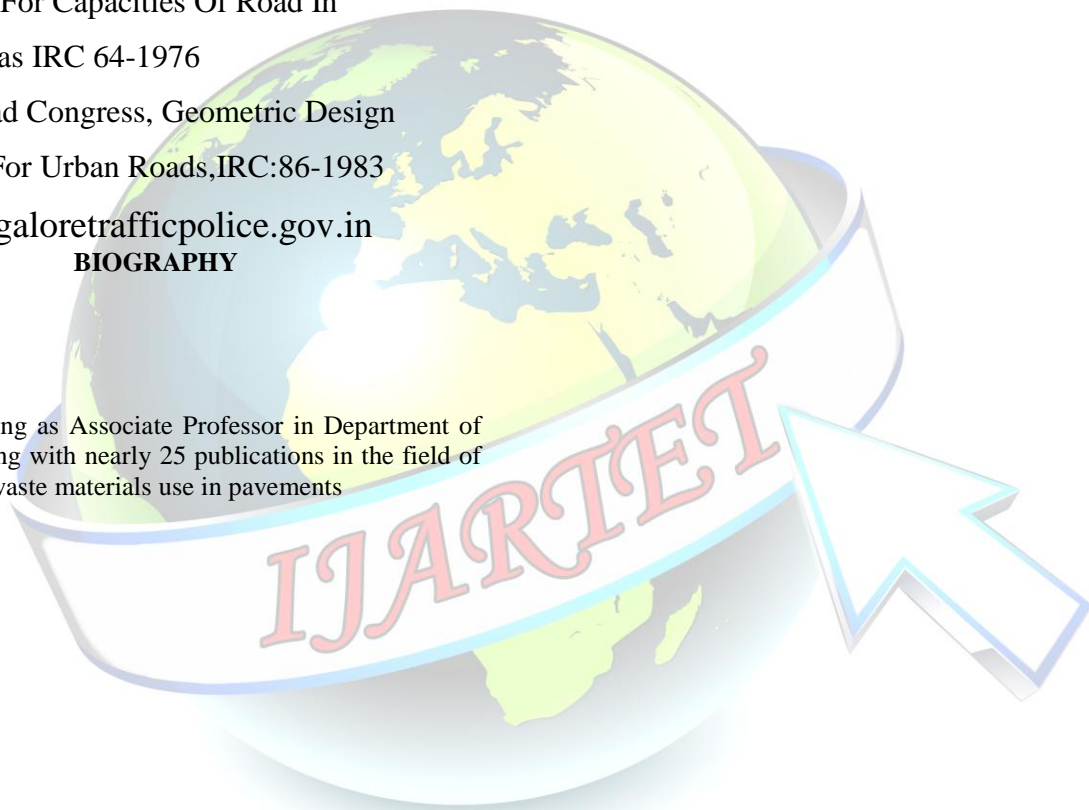 For Capacities Of Road In
as IRC 64-1976
ad Congress, Geometric Design
For Urban Roads,IRC:86-1983
galoretrafficpolice.gov.in
BIOGRAPHY
ng as Associate Professor in Department of
ng with nearly 25 publications in the field of
waste materials use in pavements
IJARTET